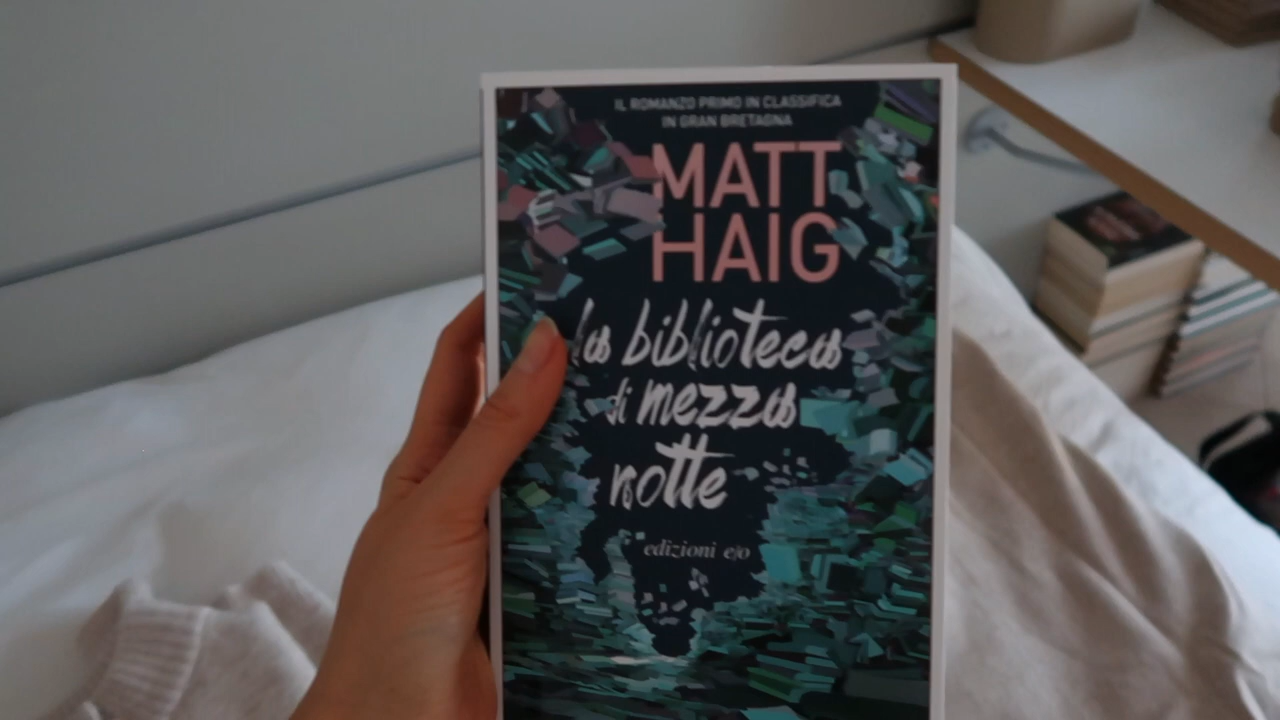 IL ROMANZO PRIMO IN CLASSIFICA
IN GRAN BRETAGNA
MATT
HAIG
la biblioteca
di mezza
notte
edizioni e/o